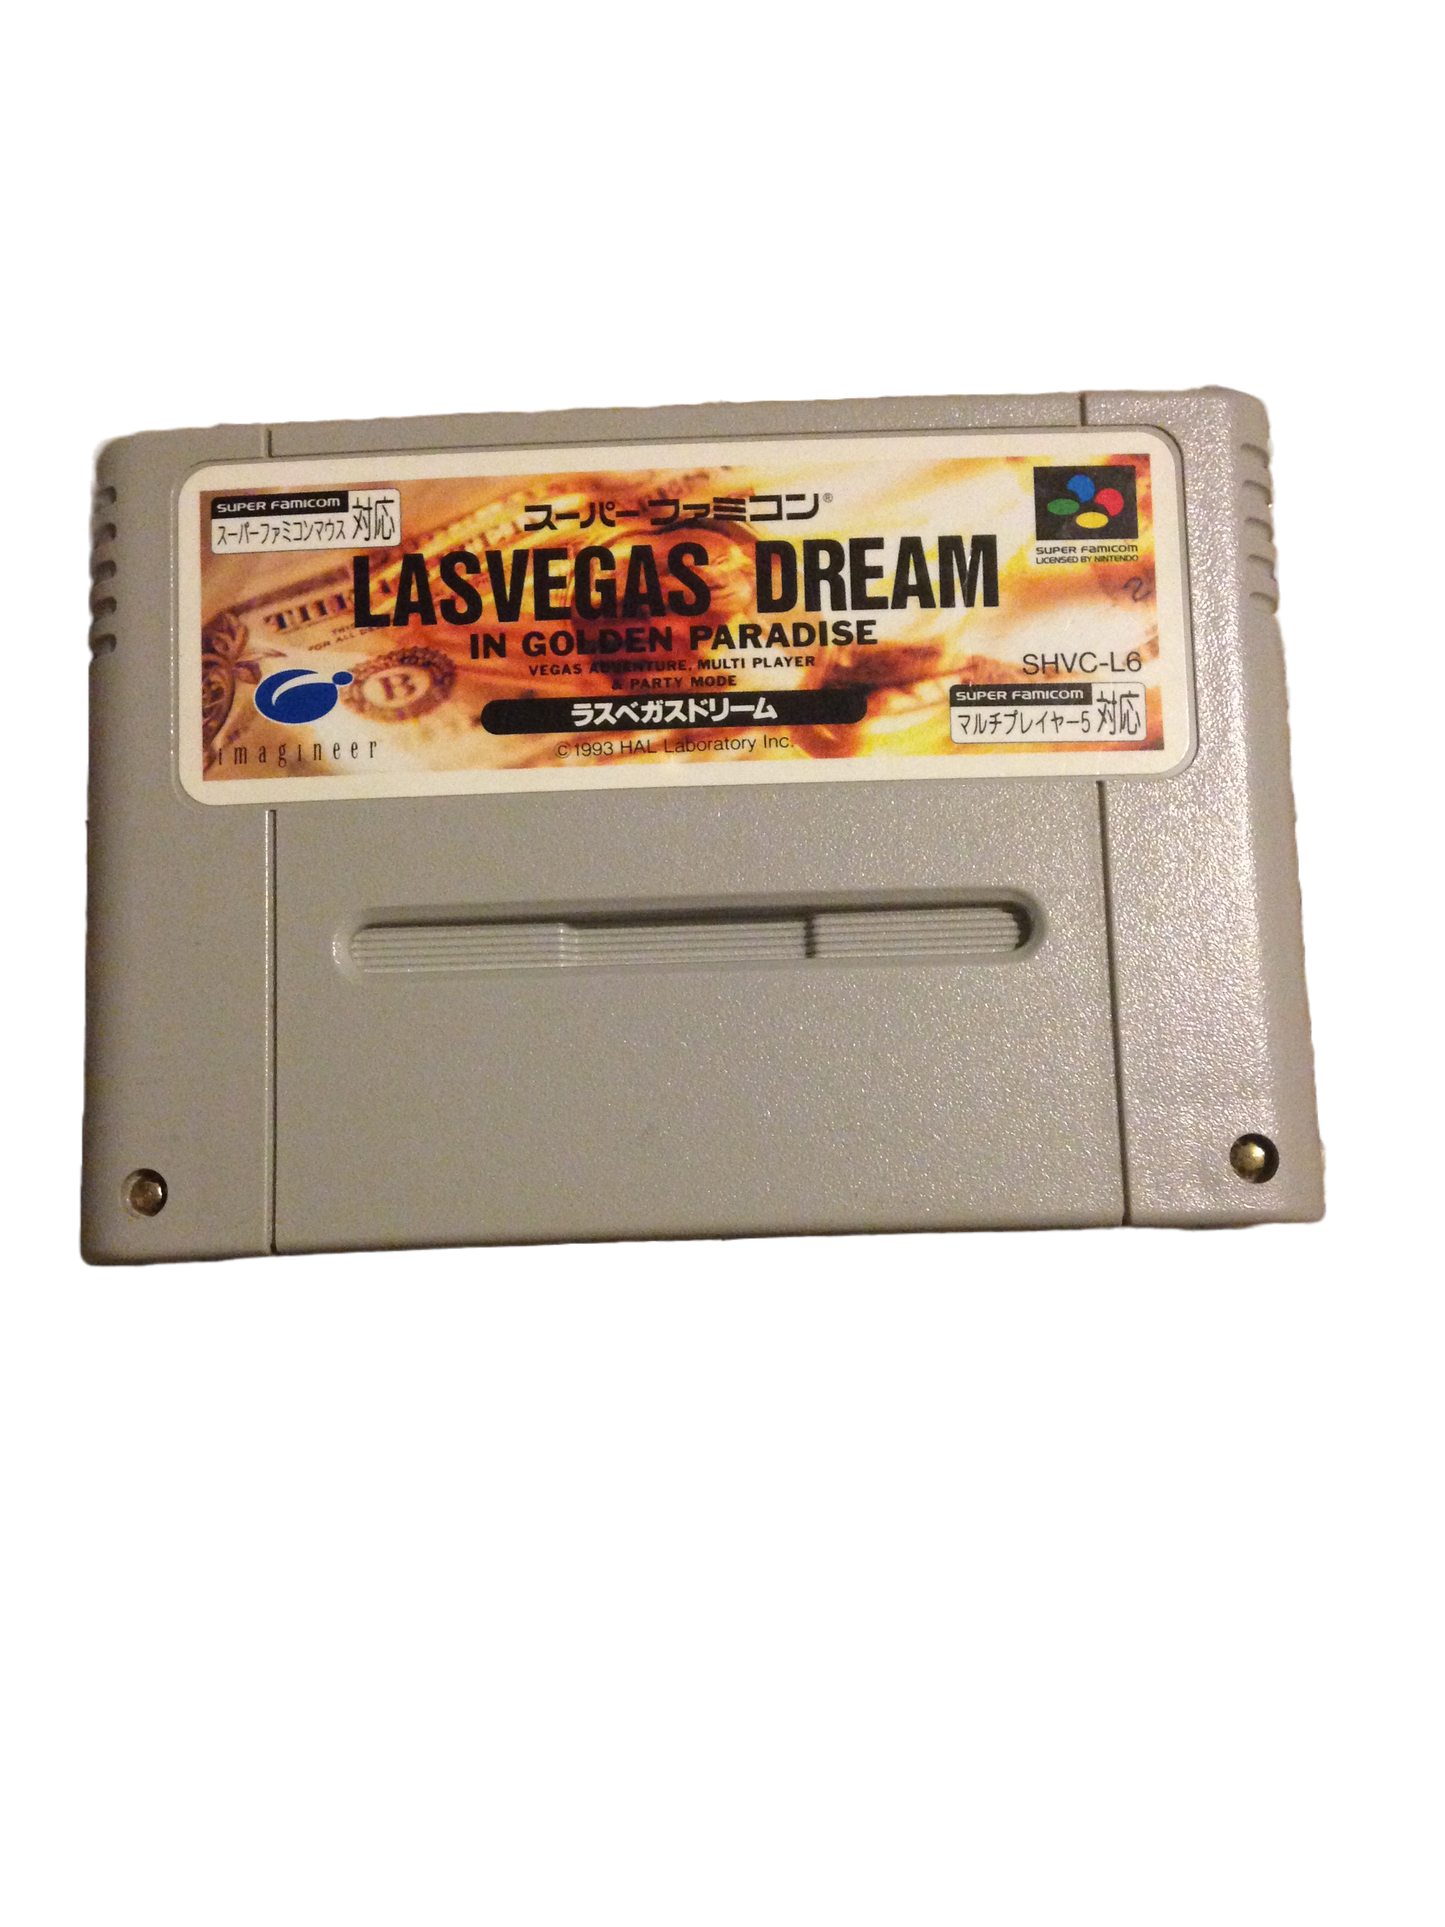 SUPER FAMICOM
スーパーファミコンマウス 対応
スーパーファミコン®
SUPER FAMICOM
LICENSED BY NINTENDO
LASVEGAS DREAM
IN GOLDEN PARADISE
VEGAS ADVENTURE, MULTI PLAYER
& PARTY MODE
ラスベガスドリーム
©1993 HAL Laboratory Inc.
imagineer
SHVC-L6
SUPER FAMICOM
マルチプレイヤー5 対応
FOR ALL
B